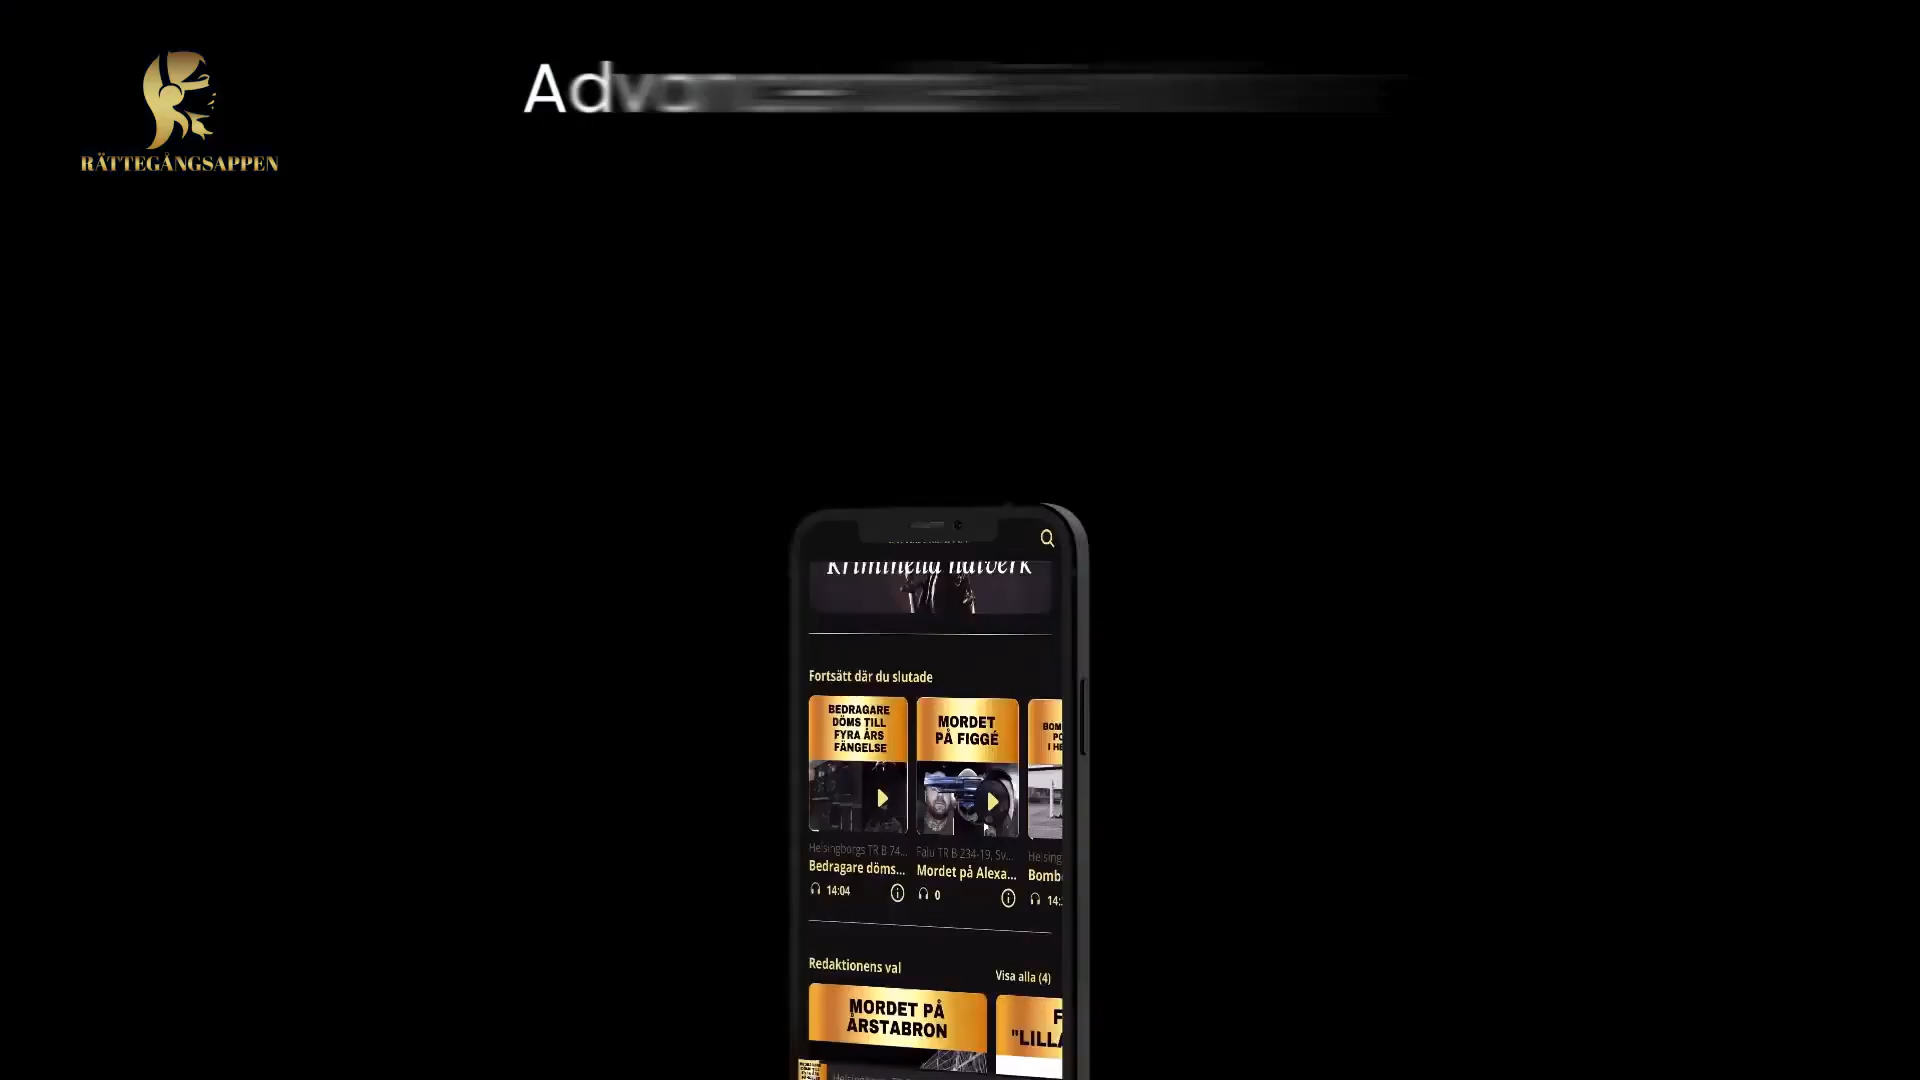 RÄTTEGÅNGSAPPEN
Kriminella nätverk
Fortsätt där du slutade
BEDRAGARE
DÖMS TILL
FYRA ÅRS
FÄNGELSE
MORDET
PÅ FIGGÉ
Helsingborgs TR B 74...
Bedragare döms...
14:04
Falu TR B 234-19, Sv...
Mordet på Alexa...
0
Redaktionens val
Visa alla (4)
MORDET PÅ
ÅRSTABRON
"LILLA